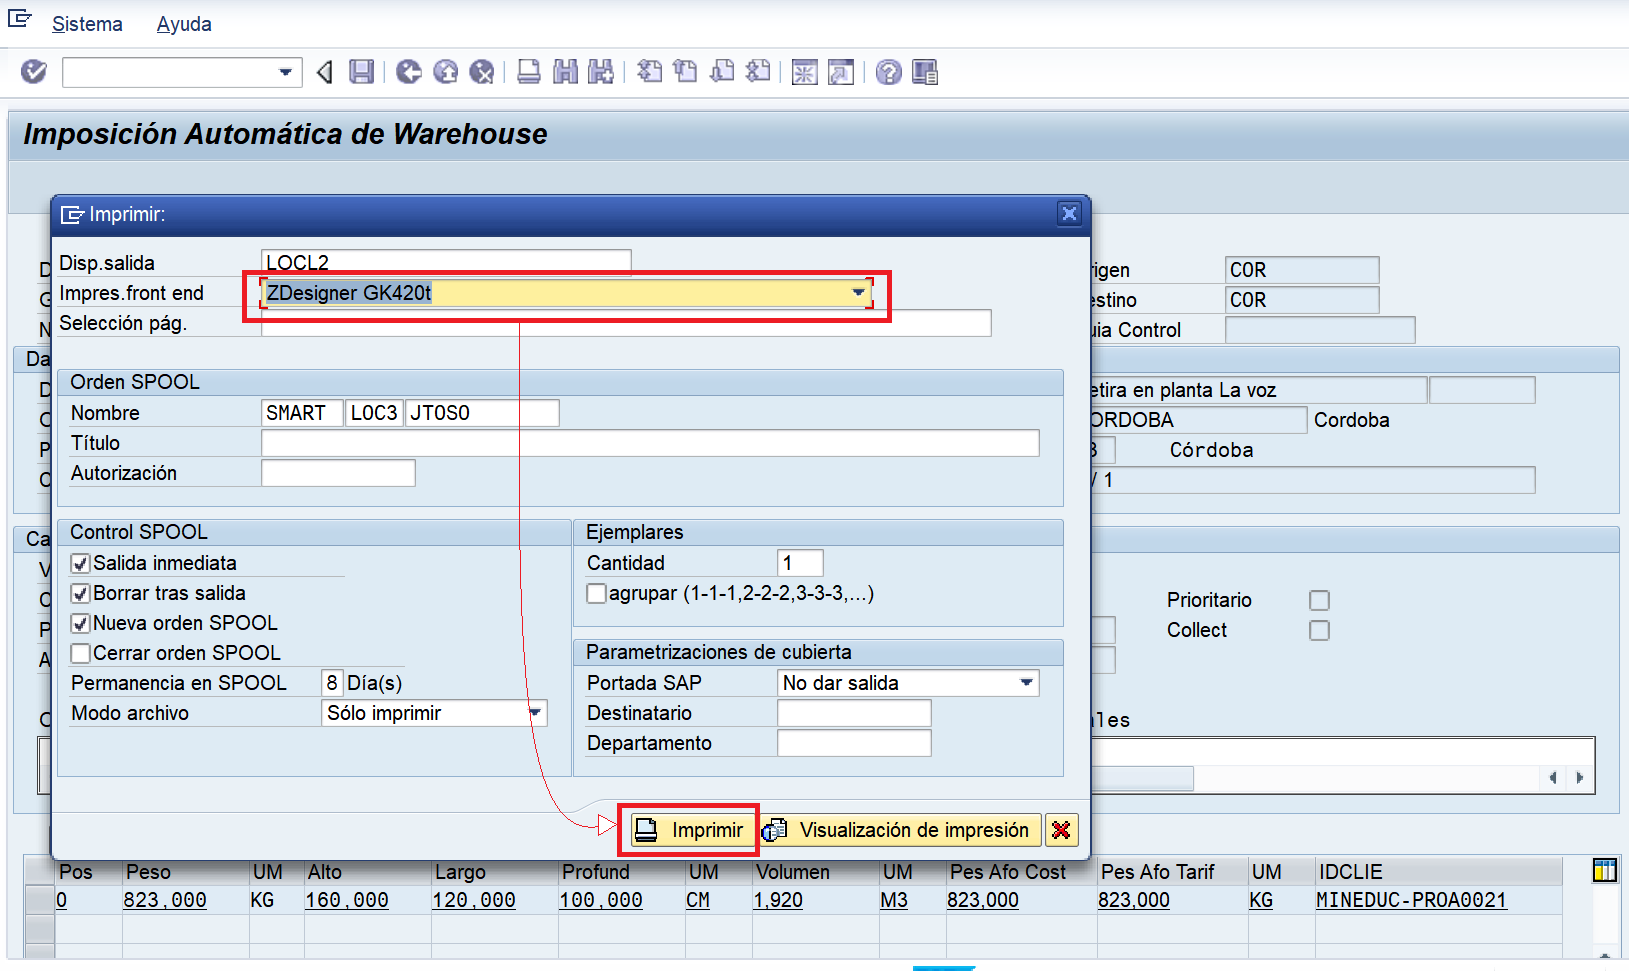 Sistema Ayuda
Imposición Automática de Warehouse
Imprimir:
Disp.salida LOCL2
Impres.front end ZDesigner GK420t
Selección pág.
Orden SPOOL
Nombre SMART LOC3 JTOSO
Título
Autorización
Control SPOOL
Salida inmediata
Borrar tras salida
Nueva orden SPOOL
Cerrar orden SPOOL
Permanencia en SPOOL 8 Día(s)
Modo archivo Sólo imprimir
Ejemplares
Cantidad 1
agrupar (1-1-1,2-2-2,3-3-3,...)
Parametrizaciones de cubierta
Portada SAP No dar salida
Destinatario
Departamento
Imprimir Visualización de impresión
rigen COR
estino COR
uia Control
etira en planta La voz
ORDOBA Cordoba
3 Córdoba
/ 1
Prioritario
Collect
ales
D
G
N
Da
D
C
P
C
Ca
V
C
P
A
C
Pos Peso UM Alto Largo Profund UM Volumen UM Pes Afo Cost Pes Afo Tarif UM IDCLIE
0 823,000 KG 160,000 120,000 100,000 CM 1,920 M3 823,000 823,000 KG MINEDUC-PROA0021